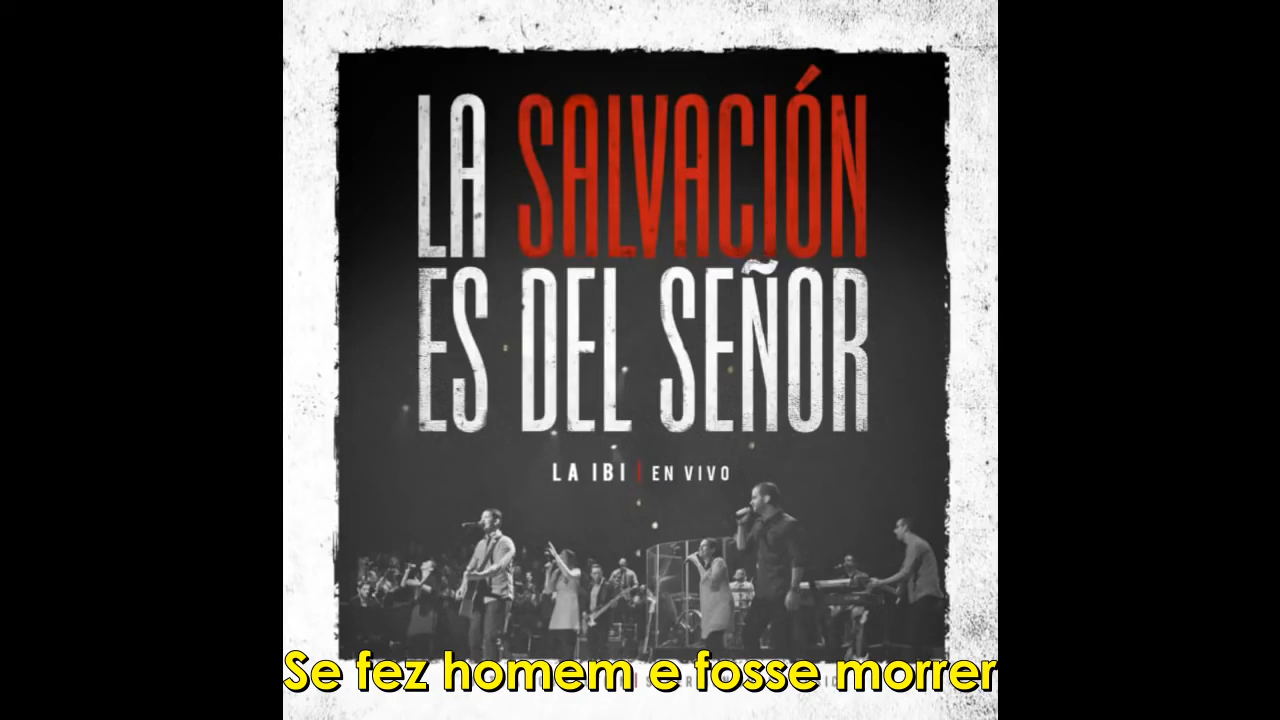 LA SALVACIÓN
ES DEL SEÑOR
LA IBI | EN VIVO
Se fez homem e fosse morrer